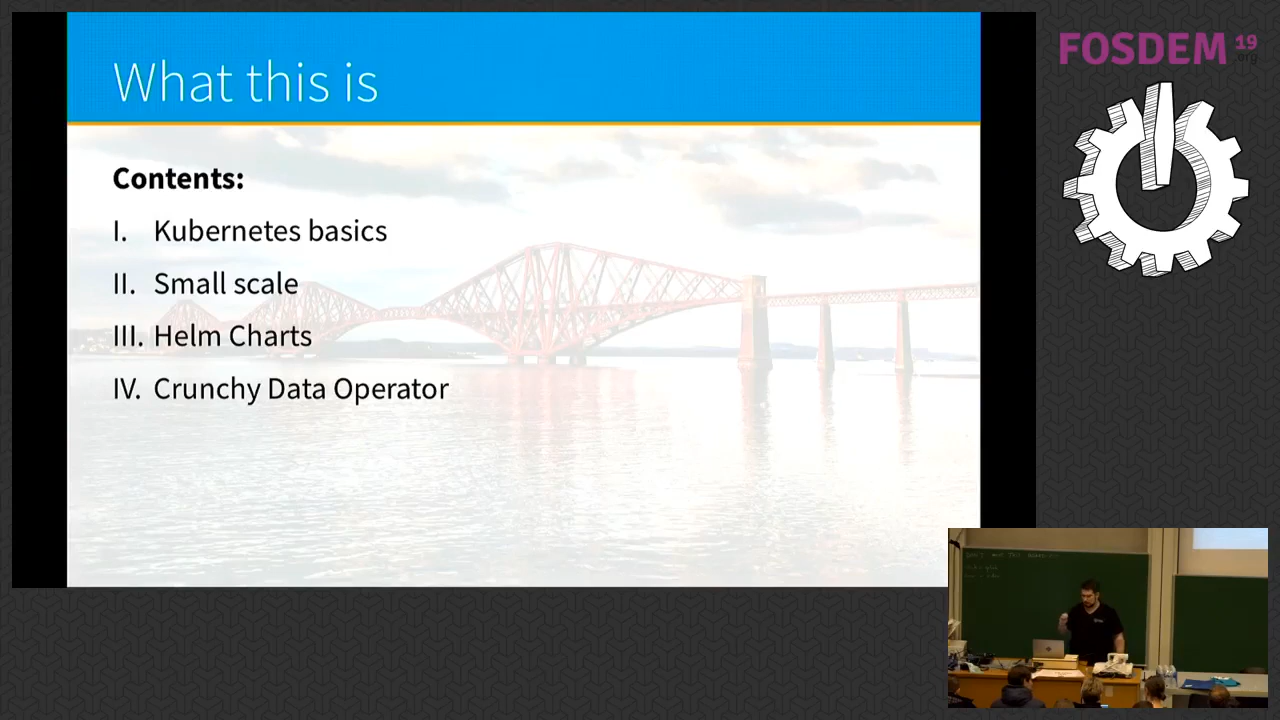 What this is
Contents:
I. Kubernetes basics
II. Small scale
III. Helm Charts
IV. Crunchy Data Operator
FOSDEM 19
.org